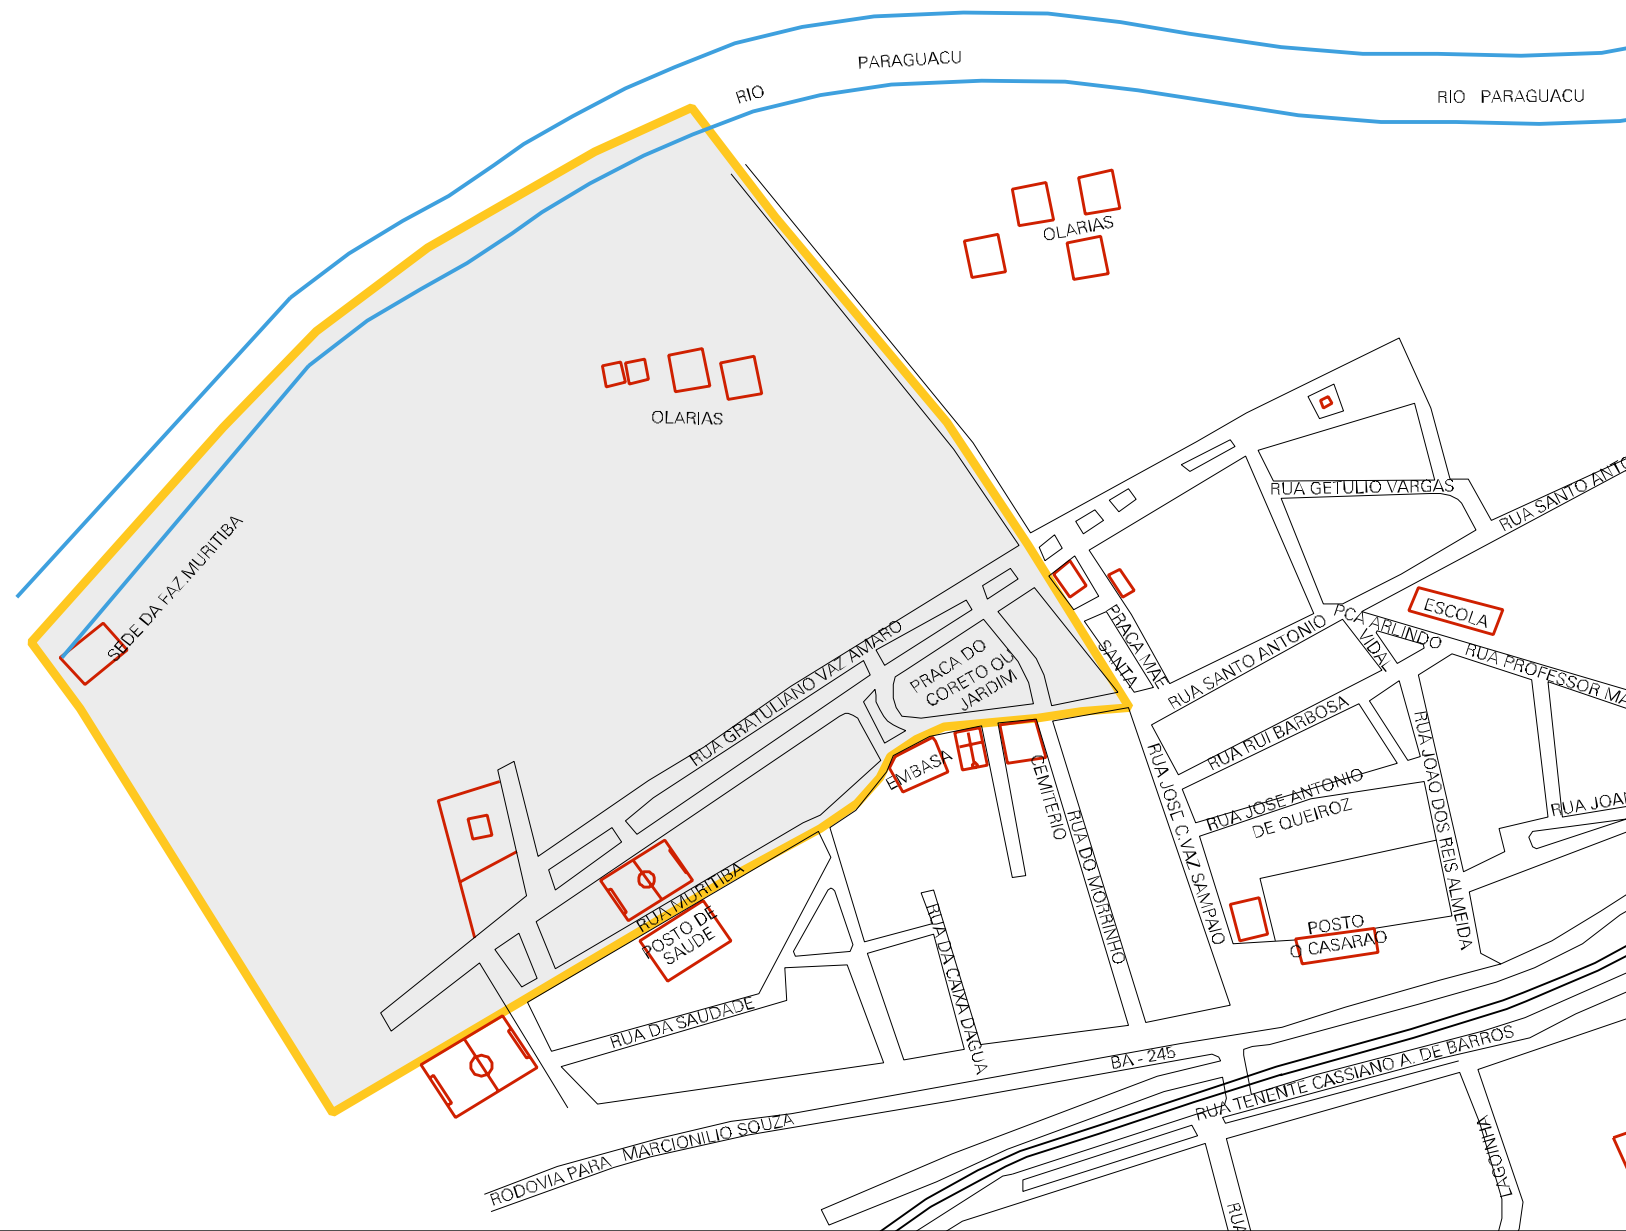 PARAGUACU
RIO
RIO PARAGUACU
OLARIAS
OLARIAS
SEDE DA FAZ.MURITIBA
RUA GETULIO VARGAS
RUA SANTO
ESCOLA
PCA ARLINDO
VIDAL
RUA PROFESSOR
PRACA MAE
SANTA
RUA SANTO ANTONIO
RUA GRATULIANO VAZ AMARO
PRACA DO
CORETO OU
JARDIM
RUA RUI BARBOSA
RUA JOSE ANTONIO
DE QUEIROZ
RUA JOAO DOS REIS ALMEIDA
RUA
EMBASA
CEMITERIO
RUA DO MORRINHO
RUA JOSE C.VAZ SAMPAIO
RUA MURITIBA
POSTO DE
SAUDE
POSTO
O CASARAO
RUA DA CAIXA DAGUA
RUA DA SAUDADE
BA - 245
RUA TENENTE CASSIANO A. DE BARROS
RODOVIA PARA MARCIONILIO SOUZA
LAGOINHA
RUA